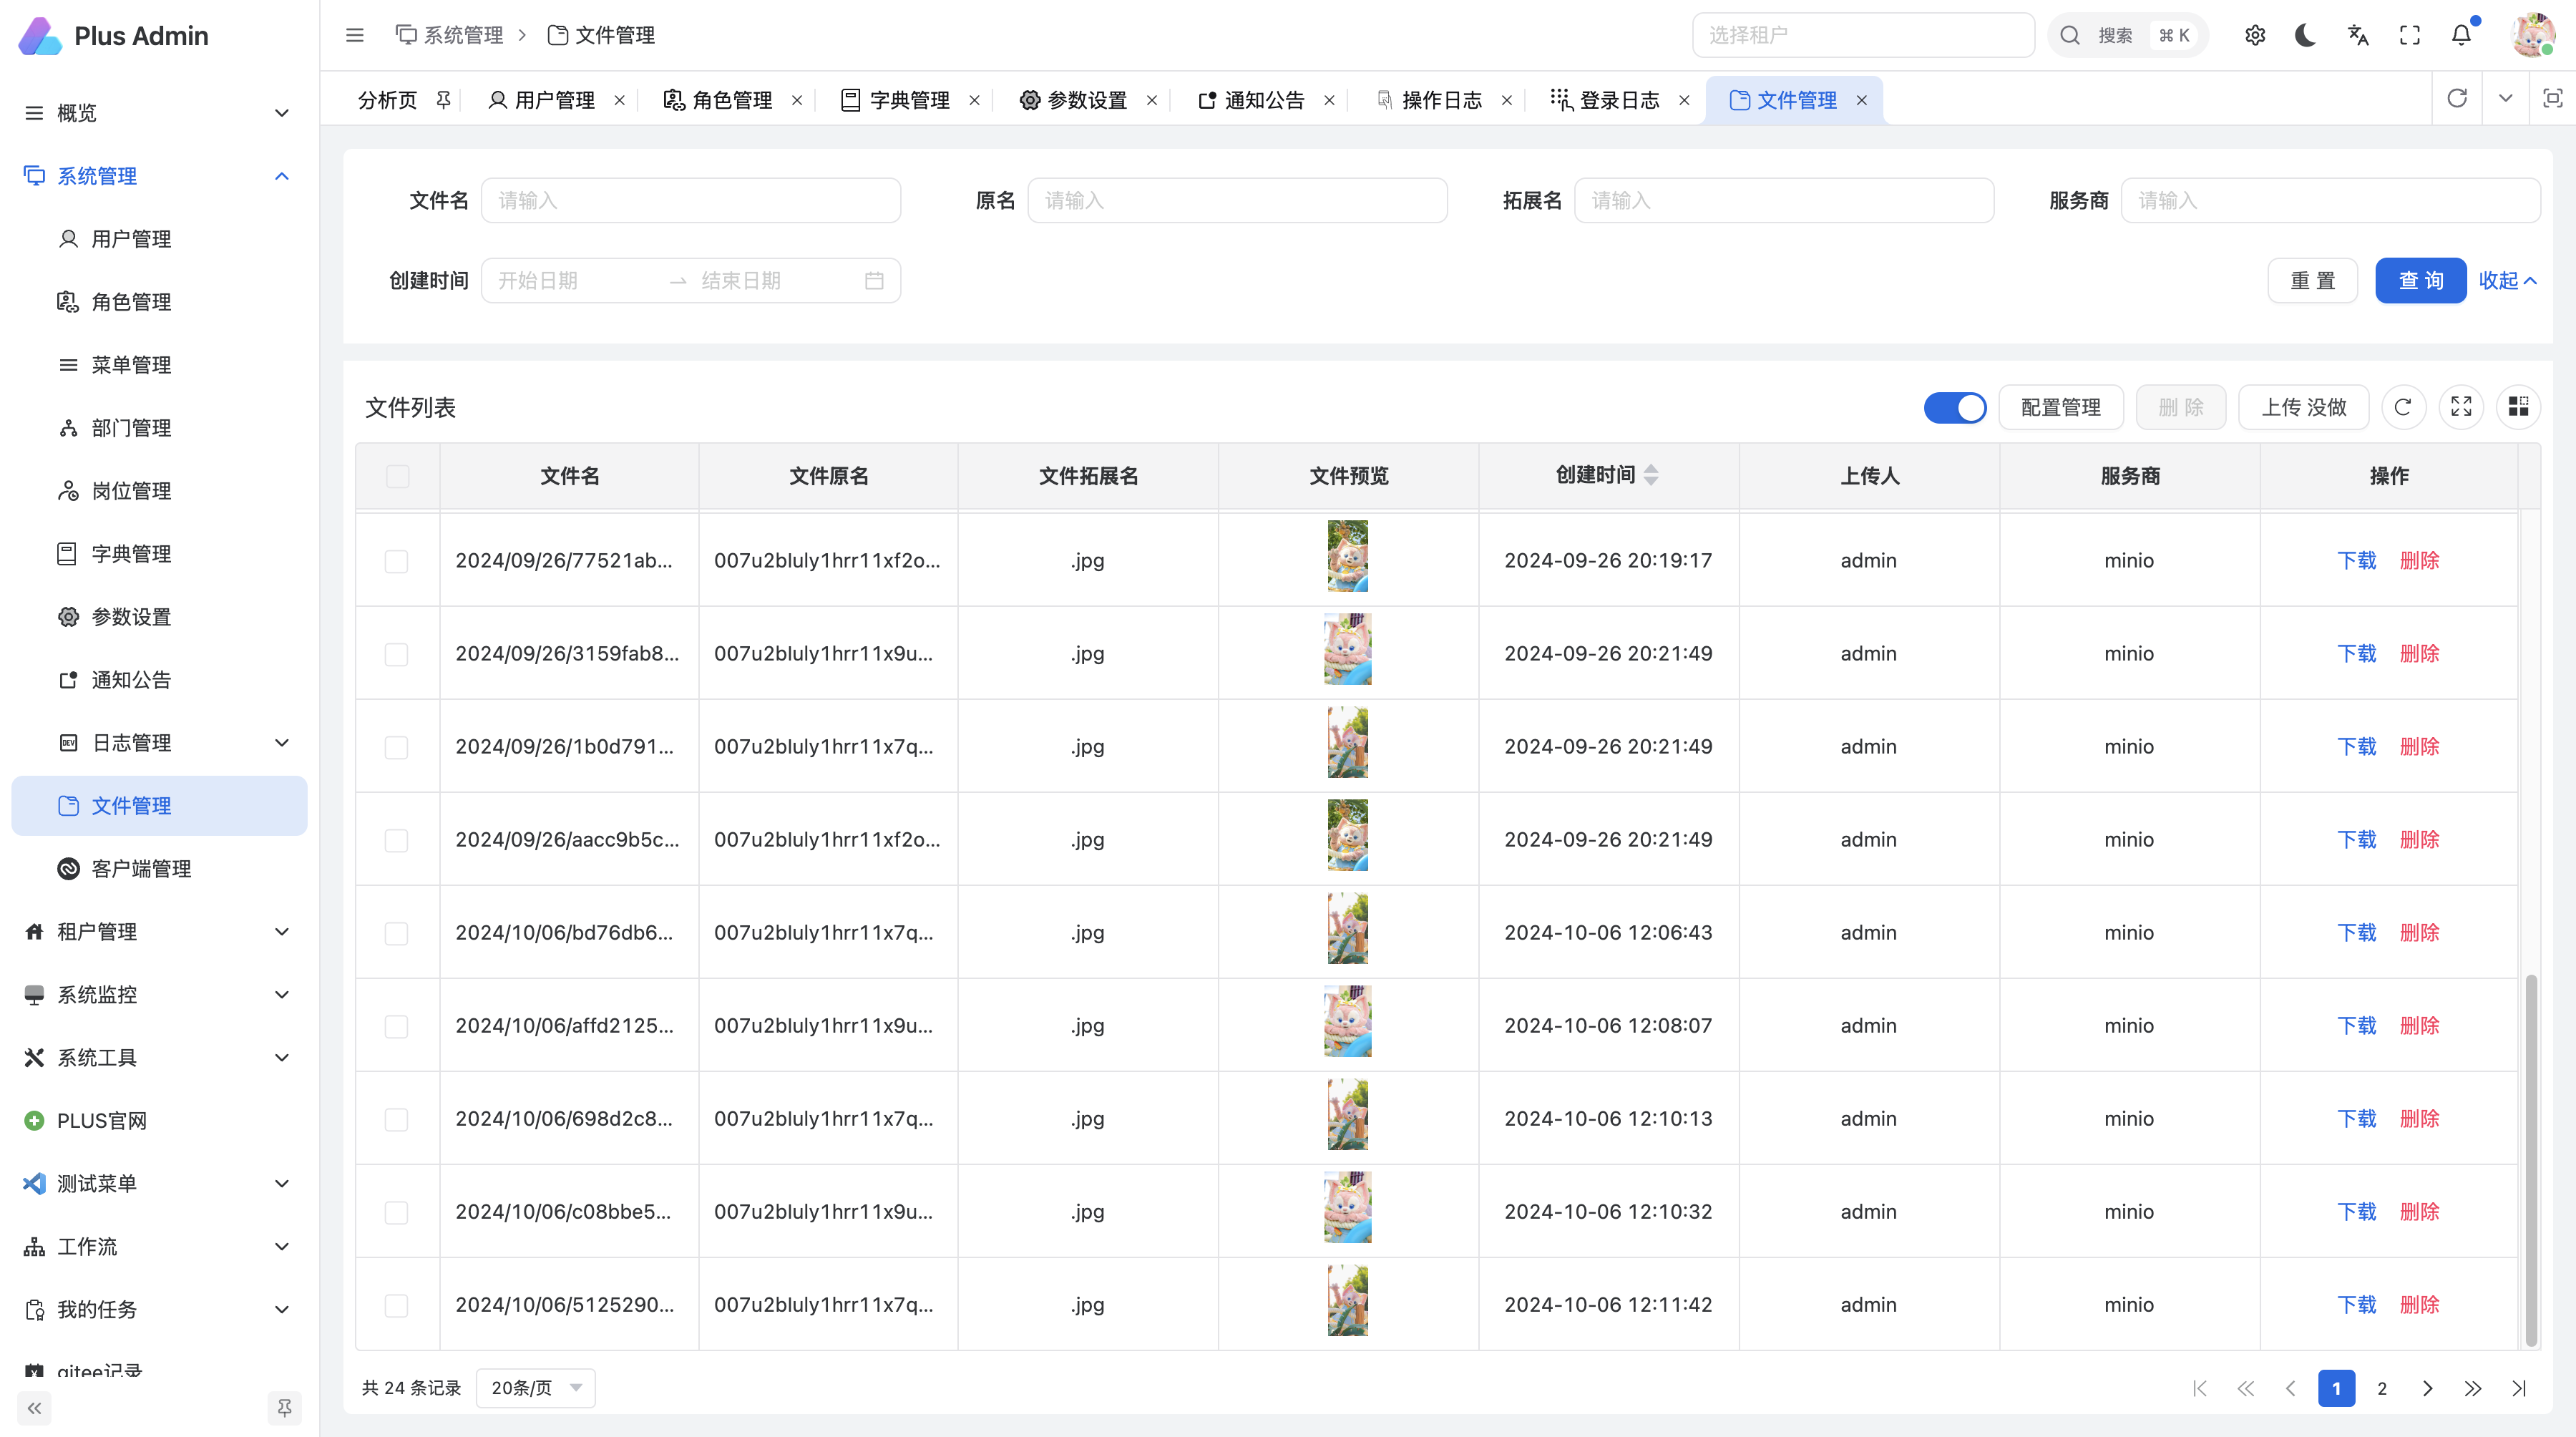 Plus Admin
概览
系统管理
用户管理
角色管理
菜单管理
部门管理
岗位管理
字典管理
参数设置
通知公告
日志管理
文件管理
客户端管理
租户管理
系统监控
系统工具
PLUS官网
测试菜单
工作流
我的任务
gitee记录
系统管理 > 文件管理
选择租户
搜索 ⌘ K
分析页 用户管理 角色管理 字典管理 参数设置 通知公告 操作日志 登录日志 文件管理
文件名 请输入 原名 请输入 拓展名 请输入 服务商 请输入
创建时间 开始日期 → 结束日期 重 置 查 询 收起
文件列表 配置管理 删 除 上传 没做
文件名 文件原名 文件拓展名 文件预览 创建时间 上传人 服务商 操作
2024/09/26/77521ab... 007u2bluly1hrr11xf2o... .jpg 2024-09-26 20:19:17 admin minio 下载 删除
2024/09/26/3159fab8... 007u2bluly1hrr11x9u... .jpg 2024-09-26 20:21:49 admin minio 下载 删除
2024/09/26/1b0d791... 007u2bluly1hrr11x7q... .jpg 2024-09-26 20:21:49 admin minio 下载 删除
2024/09/26/aacc9b5c... 007u2bluly1hrr11xf2o... .jpg 2024-09-26 20:21:49 admin minio 下载 删除
2024/10/06/bd76db6... 007u2bluly1hrr11x7q... .jpg 2024-10-06 12:06:43 admin minio 下载 删除
2024/10/06/affd2125... 007u2bluly1hrr11x9u... .jpg 2024-10-06 12:08:07 admin minio 下载 删除
2024/10/06/698d2c8... 007u2bluly1hrr11x7q... .jpg 2024-10-06 12:10:13 admin minio 下载 删除
2024/10/06/c08bbe5... 007u2bluly1hrr11x9u... .jpg 2024-10-06 12:10:32 admin minio 下载 删除
2024/10/06/5125290... 007u2bluly1hrr11x7q... .jpg 2024-10-06 12:11:42 admin minio 下载 删除
共 24 条记录 20条/页 1 2